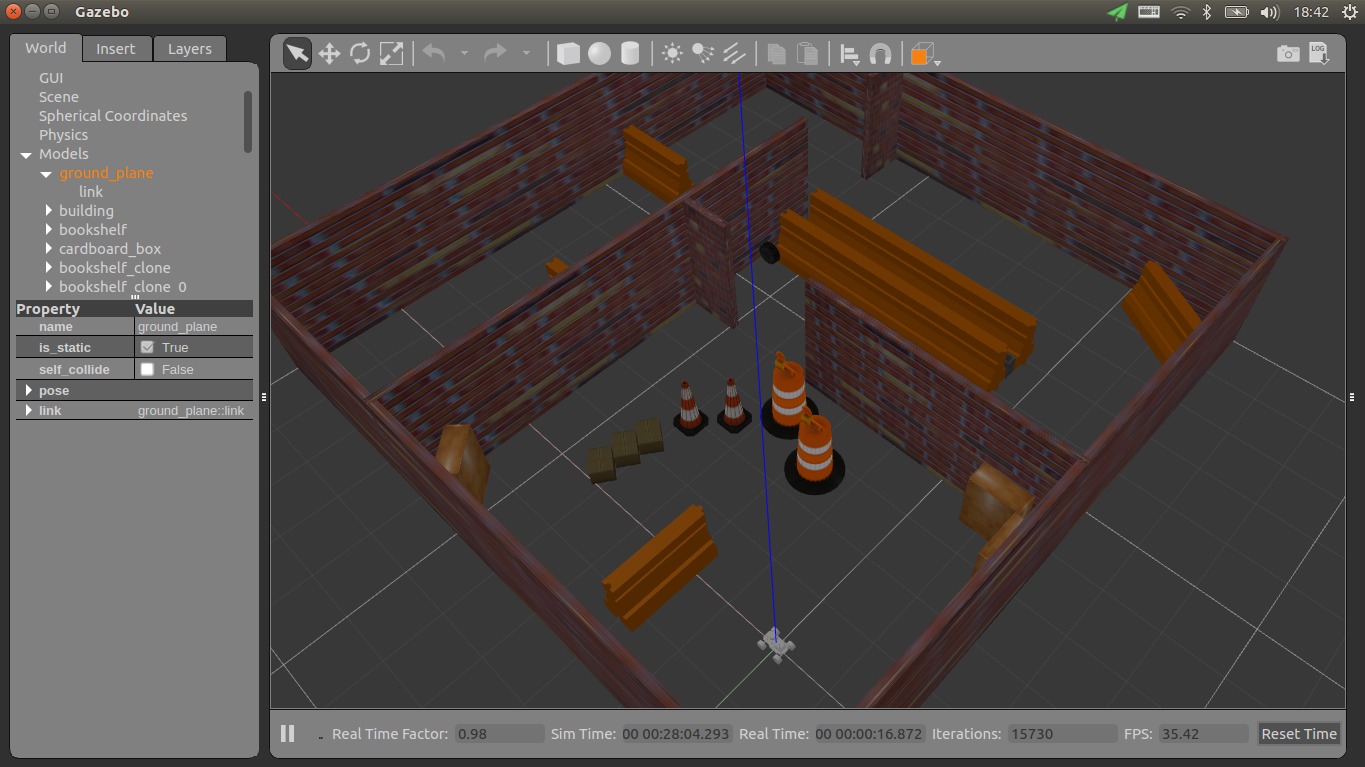 Gazebo
18:42
World Insert Layers
LOG
GUI
Scene
Spherical Coordinates
Physics
Models
ground_plane
link
building
bookshelf
cardboard_box
bookshelf_clone
bookshelf_clone_0
Property Value
name ground_plane
is_static True
self_collide False
pose
link ground_plane::link
Real Time Factor: 0.98 Sim Time: 00 00:28:04.293 Real Time: 00 00:00:16.872 Iterations: 15730 FPS: 35.42 Reset Time